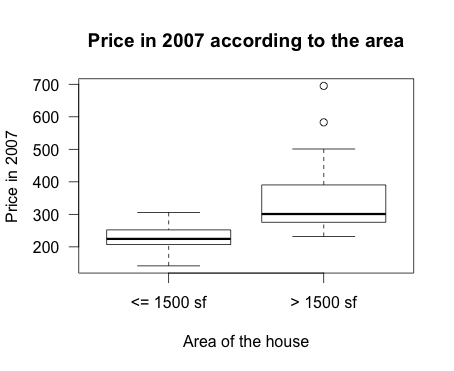 Price in 2007 according to the area
Price in 2007
700
600
500
400
300
200
<= 1500 sf
> 1500 sf
Area of the house